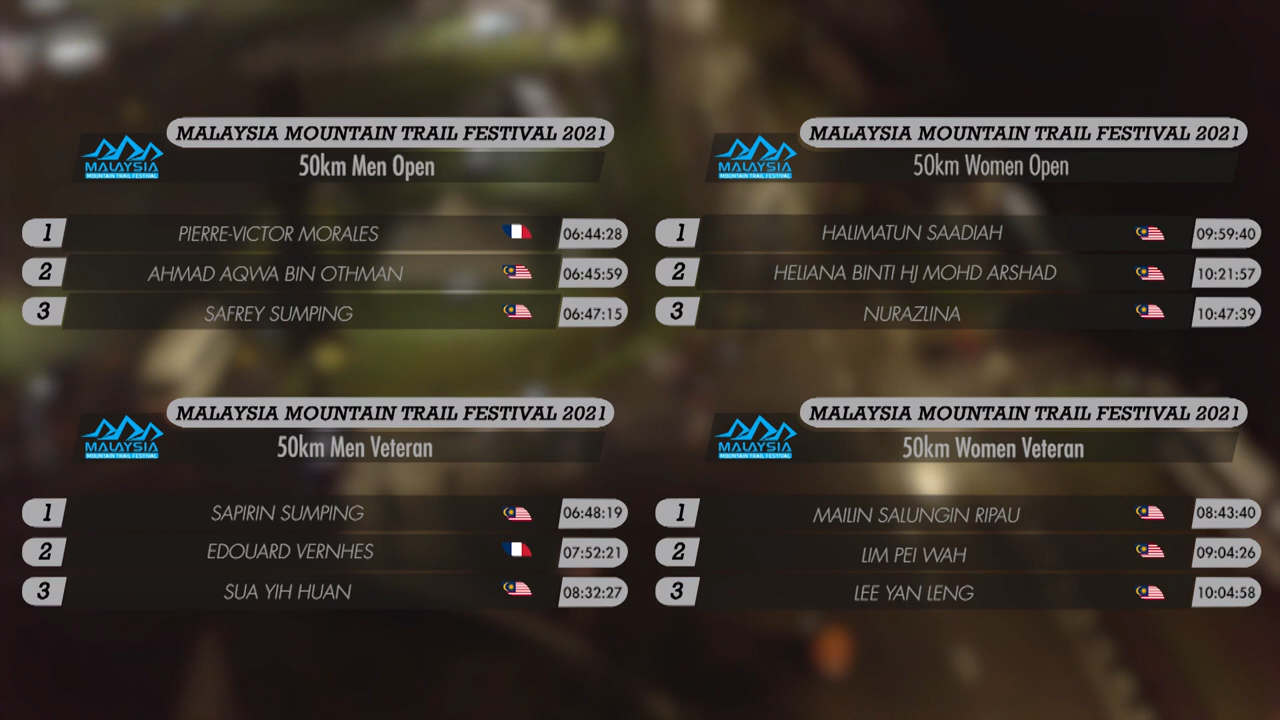 MALAYSIA MOUNTAIN TRAIL FESTIVAL 2021
MALAYSIA
MOUNTAIN TRAIL FESTIVAL
50km Men Open
1 PIERRE-VICTOR MORALES 06:44:28
2 AHMAD AQWA BIN OTHMAN 06:45:59
3 SAFREY SUMPING 06:47:15
MALAYSIA MOUNTAIN TRAIL FESTIVAL 2021
MALAYSIA
MOUNTAIN TRAIL FESTIVAL
50km Women Open
1 HALIMATUN SAADIAH 09:59:40
2 HELIANA BINTI HJ MOHD ARSHAD 10:21:57
3 NURAZLINA 10:47:39
MALAYSIA MOUNTAIN TRAIL FESTIVAL 2021
MALAYSIA
MOUNTAIN TRAIL FESTIVAL
50km Men Veteran
1 SAPIRIN SUMPING 06:48:19
2 EDOUARD VERNHES 07:52:21
3 SUA YIH HUAN 08:32:27
MALAYSIA MOUNTAIN TRAIL FESTIVAL 2021
MALAYSIA
MOUNTAIN TRAIL FESTIVAL
50km Women Veteran
1 MAILIN SALUNGIN RIPAU 08:43:40
2 LIM PEI WAH 09:04:26
3 LEE YAN LENG 10:04:58